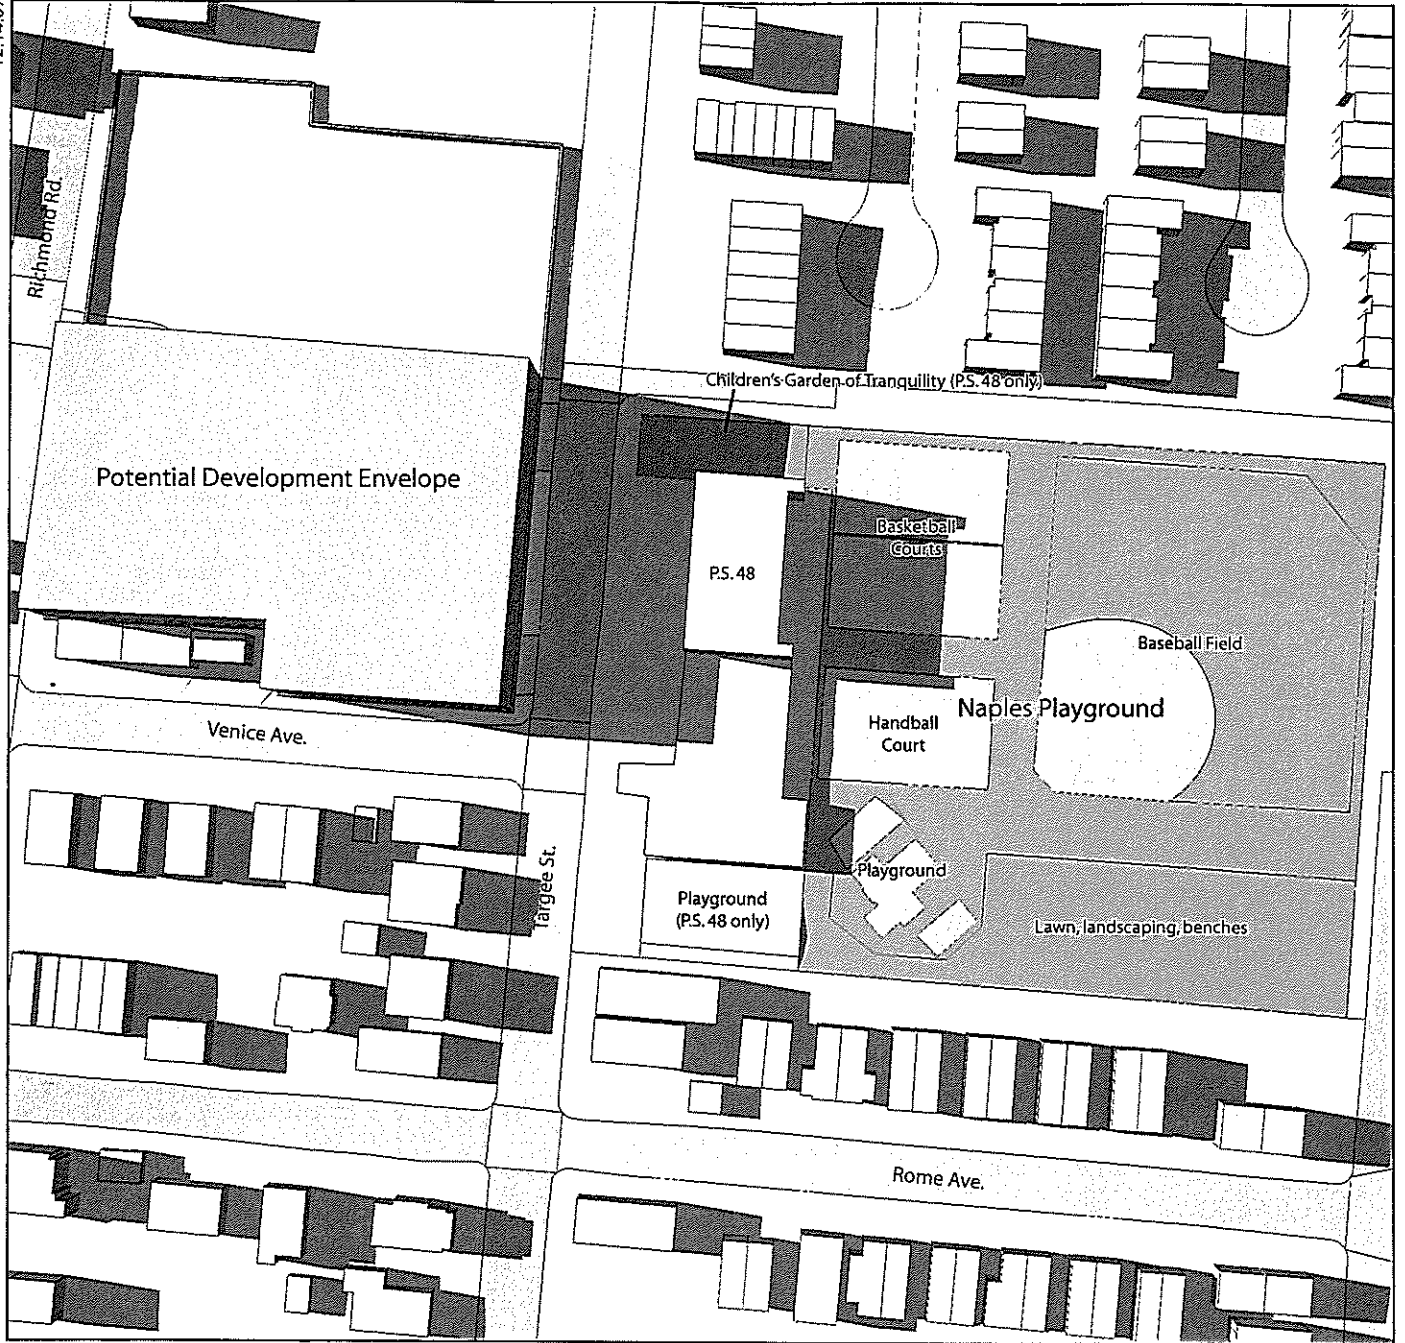 Richmond Rd.
Children's Garden of Tranquility (P.S. 48 only)
Potential Development Envelope
Basketball
Courts
P.S. 48
Baseball Field
Naples Playground
Handball
Court
Venice Ave.
Targee St.
Playground
Playground
(P.S. 48 only)
Lawn, landscaping, benches
Rome Ave.